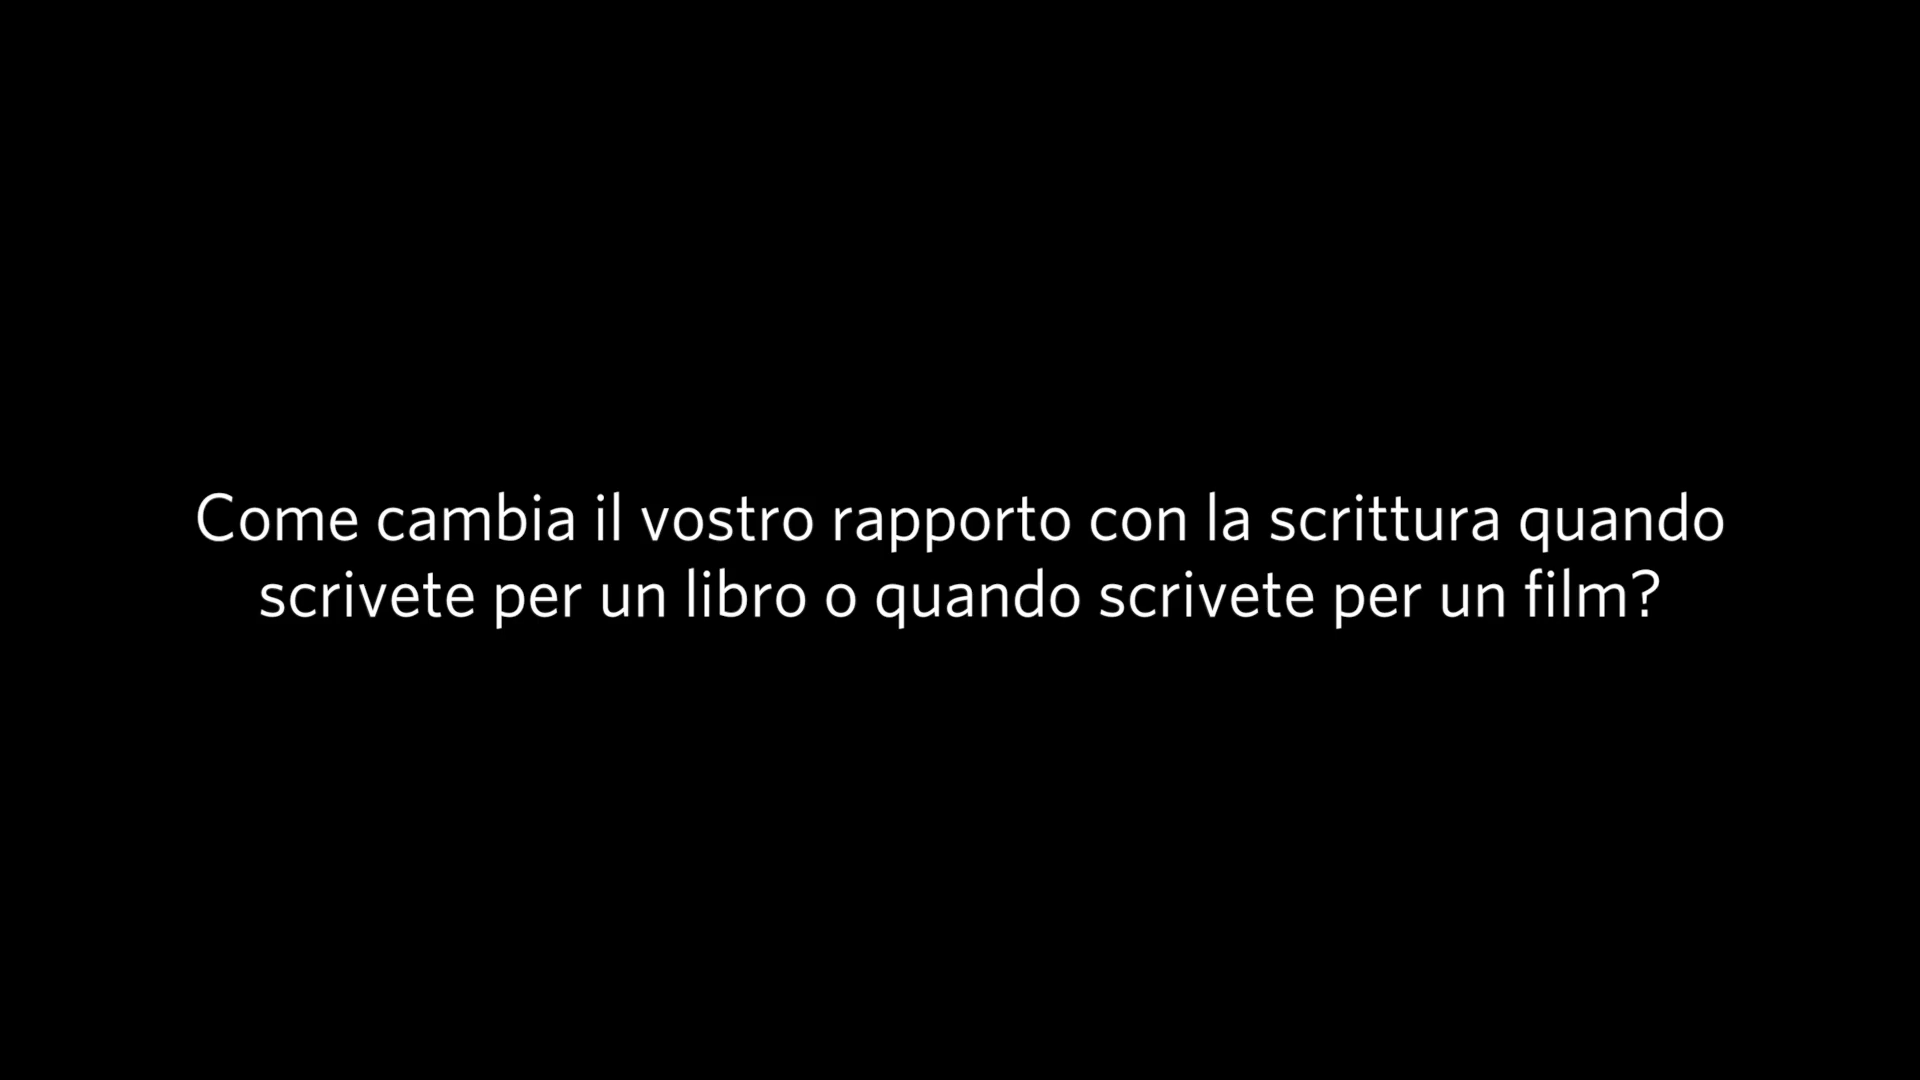 Come cambia il vostro rapporto con la scrittura quando
scrivete per un libro o quando scrivete per un film?